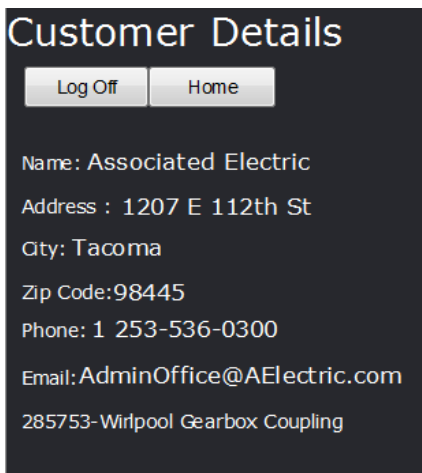 Customer Details
Log Off Home
Name: Associated Electric
Address : 1207 E 112th St
City: Tacoma
Zip Code:98445
Phone: 1 253-536-0300
Email:AdminOffice@AElectric.com
285753-Wirlpool Gearbox Coupling